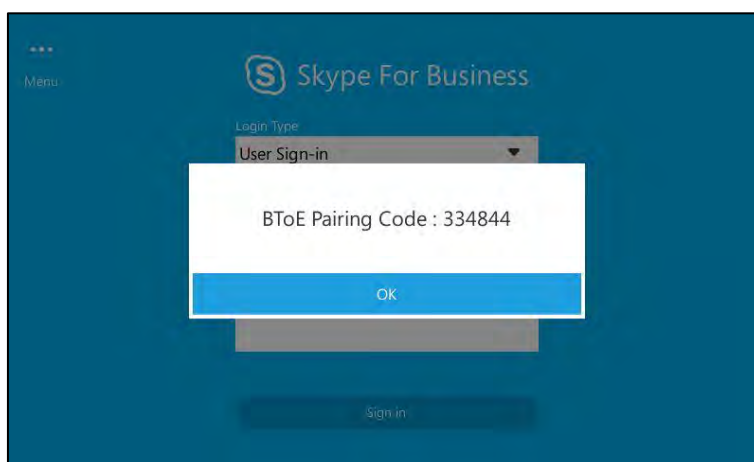 Menu
Skype For Business
Login Type
User Sign-in
BToE Pairing Code : 334844
OK
Sign in